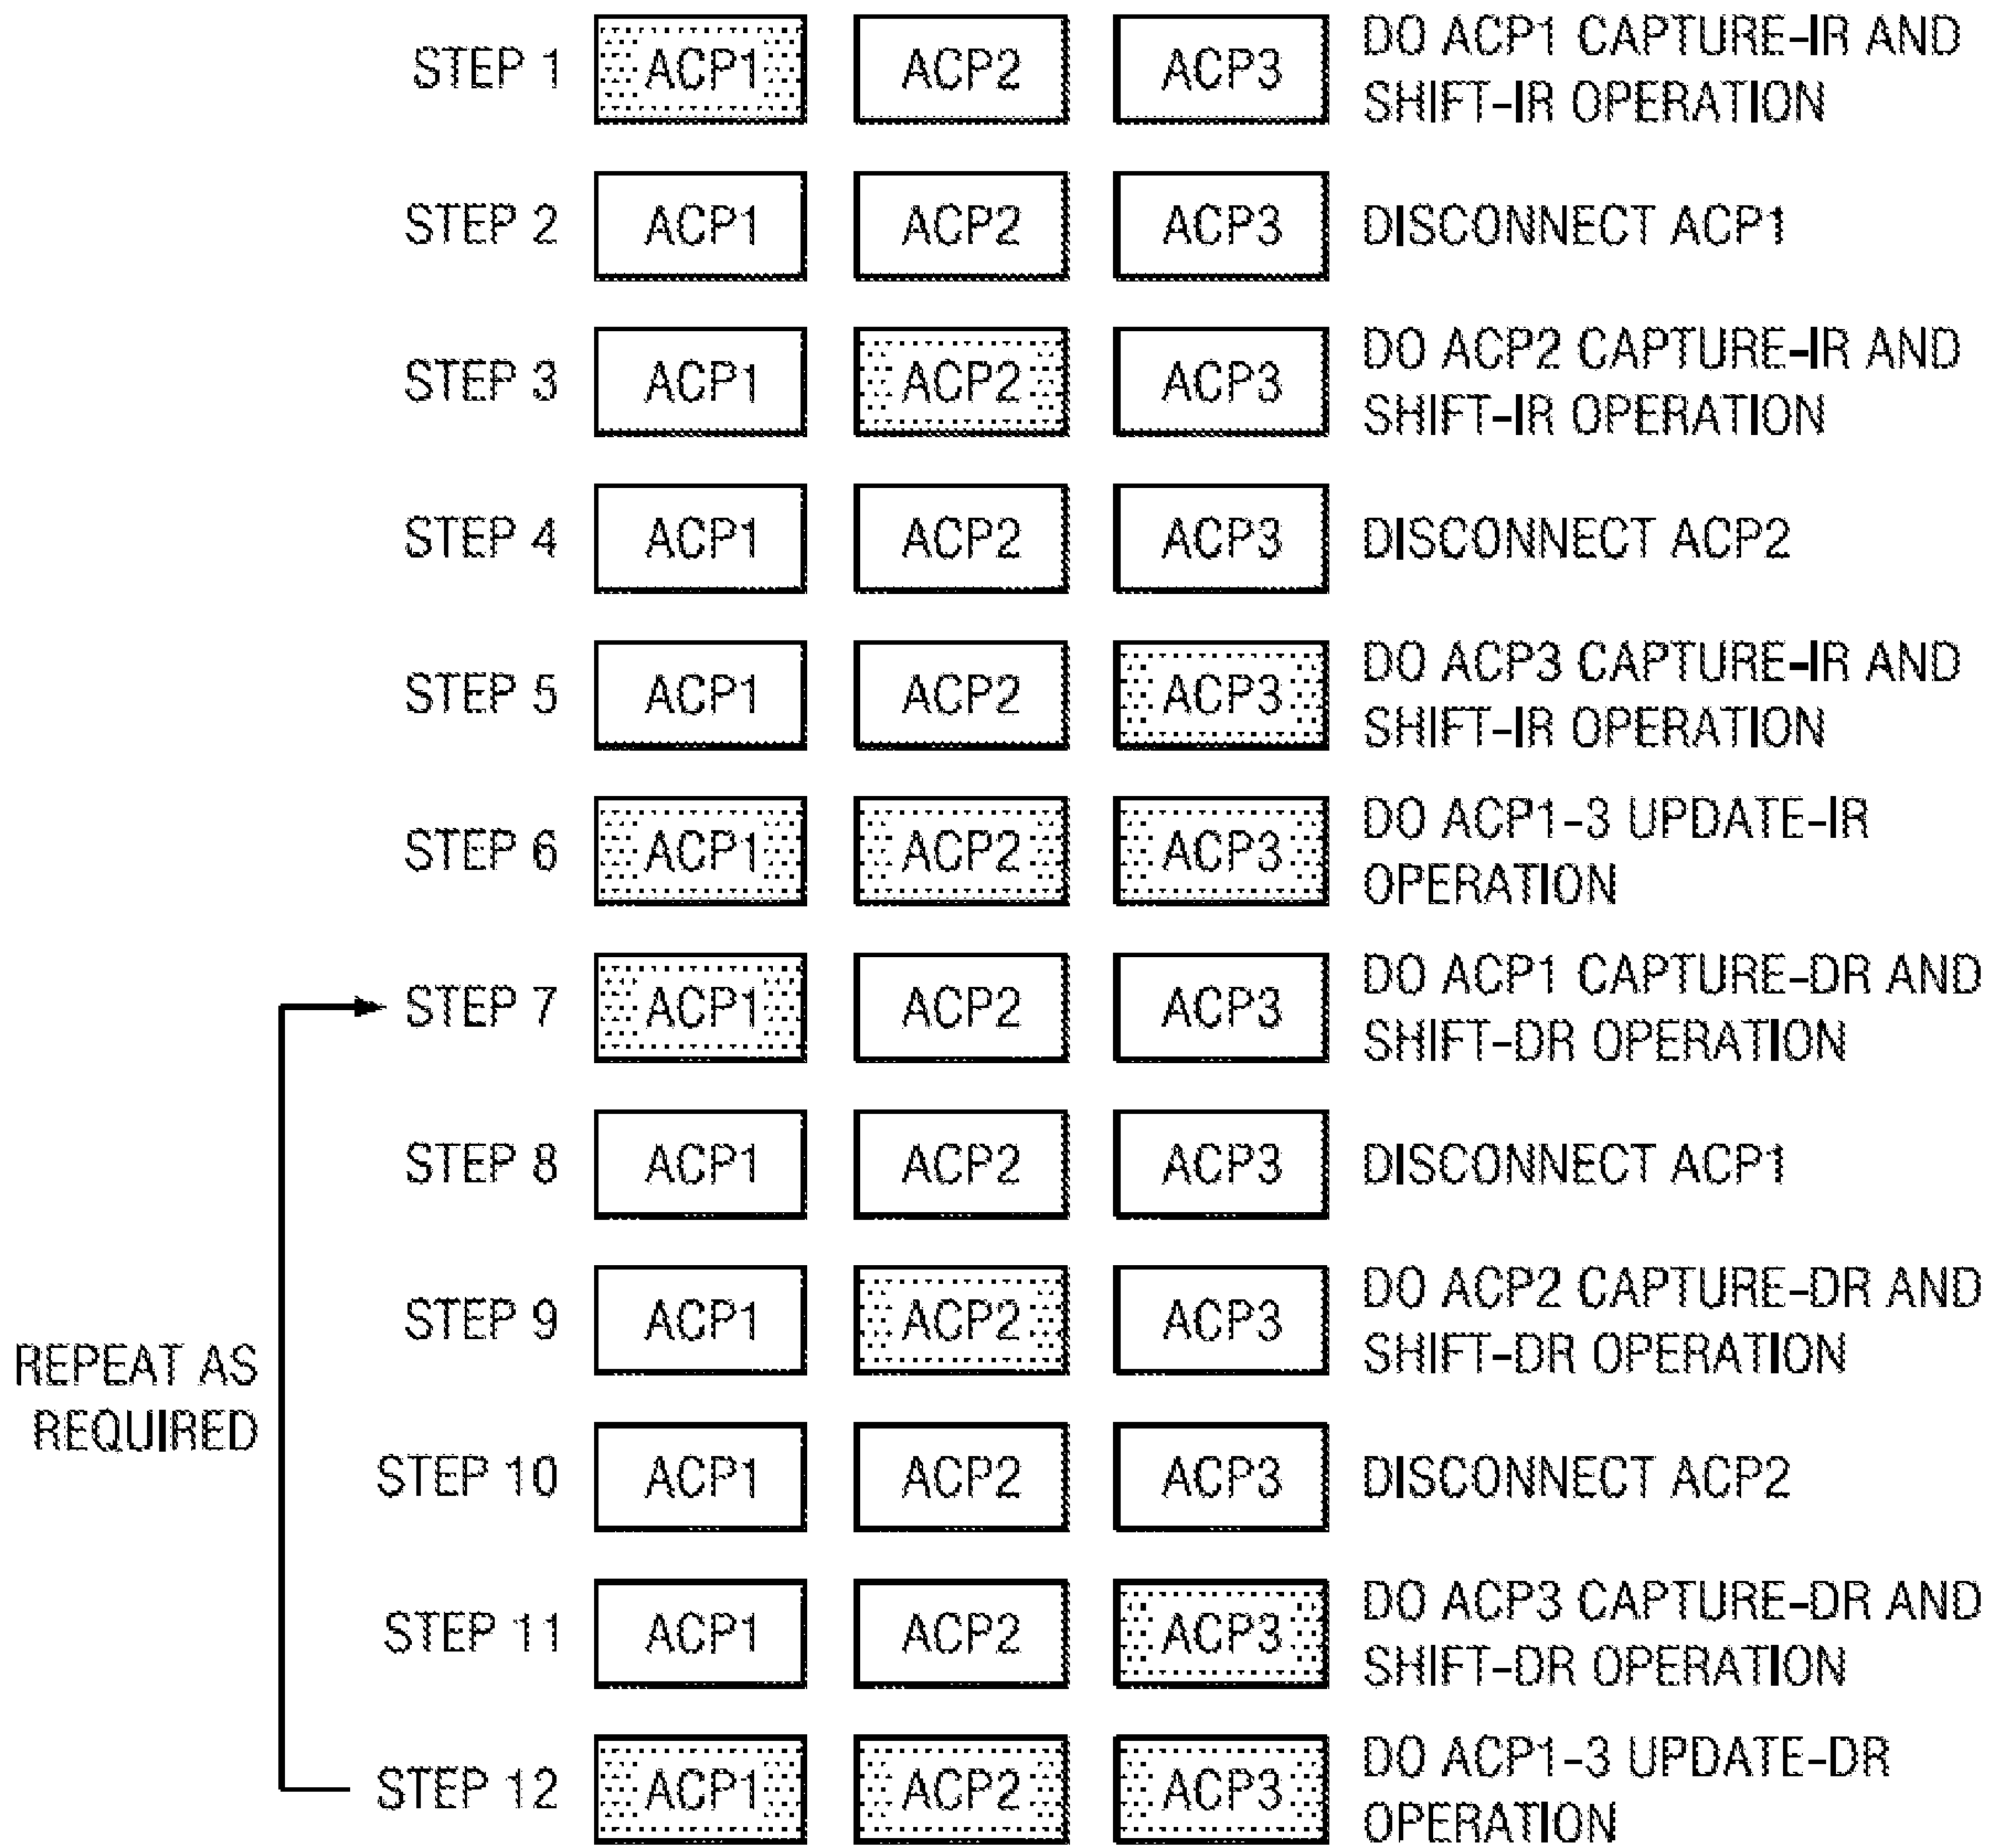 STEP 1 ACP1 ACP2 ACP3 DO ACP1 CAPTURE-IR AND
SHIFT-IR OPERATION
STEP 2 ACP1 ACP2 ACP3 DISCONNECT ACP1
STEP 3 ACP1 ACP2 ACP3 DO ACP2 CAPTURE-IR AND
SHIFT-IR OPERATION
STEP 4 ACP1 ACP2 ACP3 DISCONNECT ACP2
STEP 5 ACP1 ACP2 ACP3 DO ACP3 CAPTURE-IR AND
SHIFT-IR OPERATION
STEP 6 ACP1 ACP2 ACP3 DO ACP1-3 UPDATE-IR
OPERATION
STEP 7 ACP1 ACP2 ACP3 DO ACP1 CAPTURE-DR AND
SHIFT-DR OPERATION
STEP 8 ACP1 ACP2 ACP3 DISCONNECT ACP1
STEP 9 ACP1 ACP2 ACP3 DO ACP2 CAPTURE-DR AND
SHIFT-DR OPERATION
REPEAT AS
REQUIRED
STEP 10 ACP1 ACP2 ACP3 DISCONNECT ACP2
STEP 11 ACP1 ACP2 ACP3 DO ACP3 CAPTURE-DR AND
SHIFT-DR OPERATION
STEP 12 ACP1 ACP2 ACP3 DO ACP1-3 UPDATE-DR
OPERATION